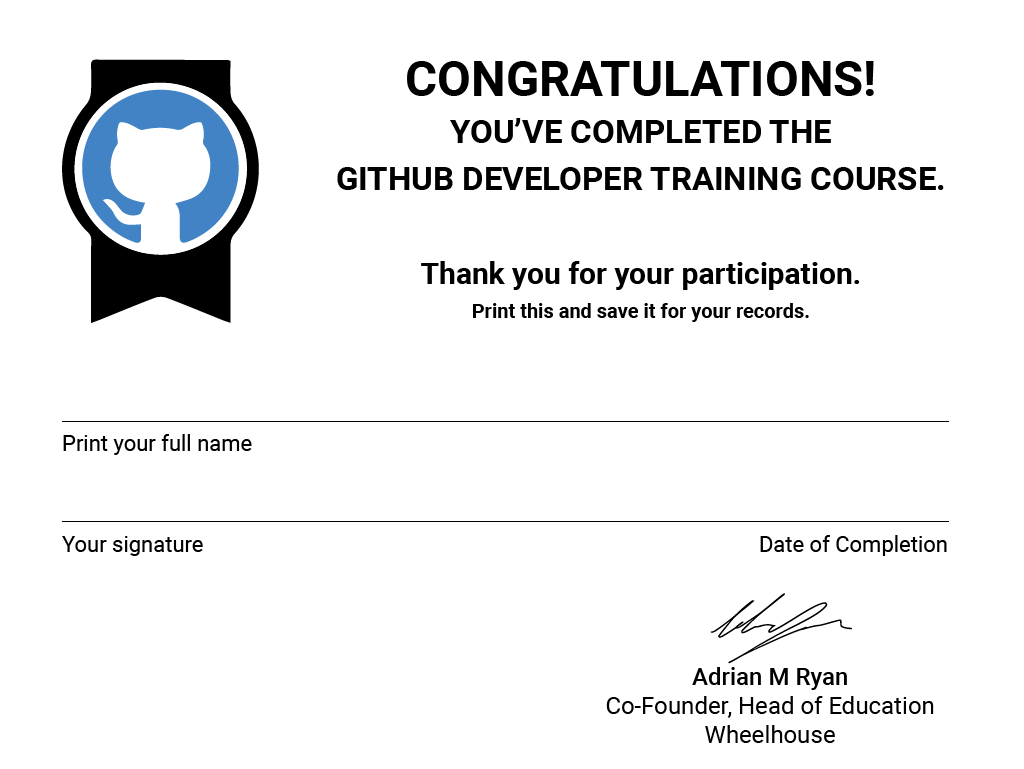 CONGRATULATIONS!
YOU’VE COMPLETED THE
GITHUB DEVELOPER TRAINING COURSE.
Thank you for your participation.
Print this and save it for your records.
Print your full name
Your signature
Date of Completion
Adrian M Ryan
Co-Founder, Head of Education
Wheelhouse